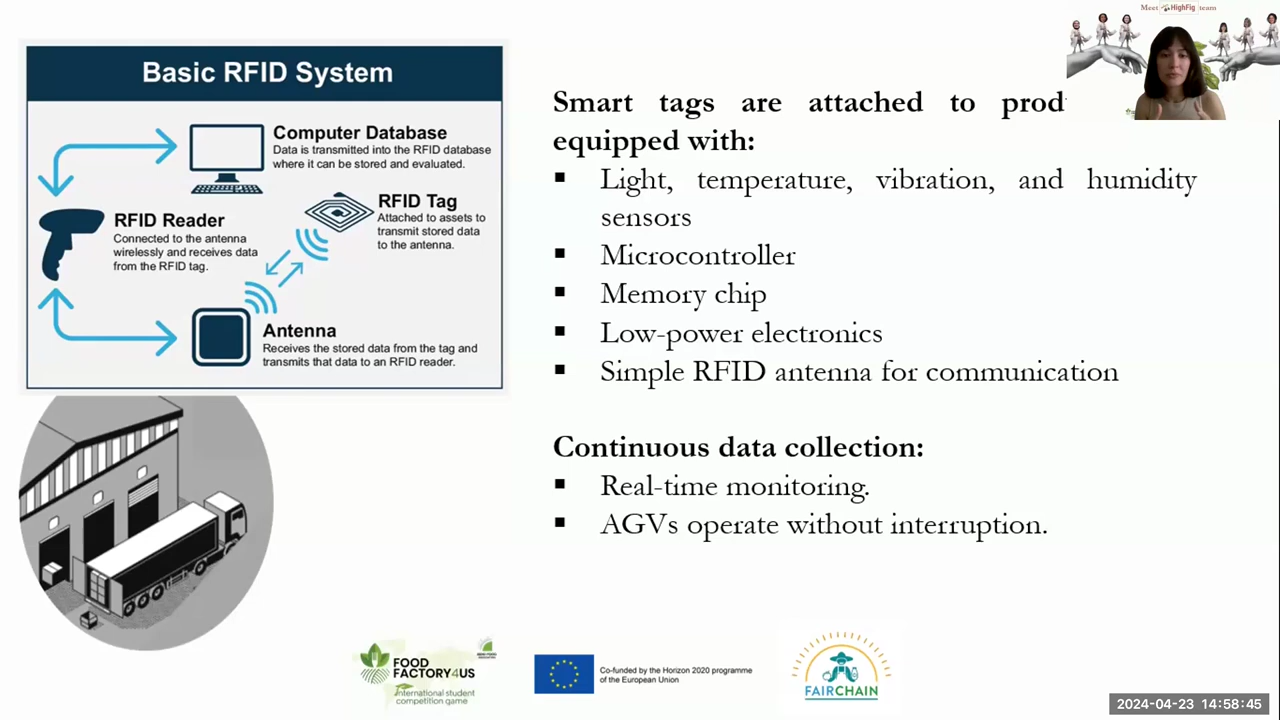 Meet HighFig team
Basic RFID System
Computer Database
Data is transmitted into the RFID database
where it can be stored and evaluated.
RFID Tag
Attached to assets to
transmit stored data
to the antenna.
RFID Reader
Connected to the antenna
wirelessly and receives data
from the RFID tag.
Antenna
Receives the stored data from the tag and
transmits that data to an RFID reader.
Smart tags are attached to
equipped with:
▪ Light, temperature, vibration, and humidity
sensors
▪ Microcontroller
▪ Memory chip
▪ Low-power electronics
▪ Simple RFID antenna for communication
Continuous data collection:
▪ Real-time monitoring.
▪ AGVs operate without interruption.
FOOD
FACTORY4US
international student
competition game
Co-funded by the Horizon 2020 programme
of the European Union
FAIRCHAIN
2024-04-23 14:58:45